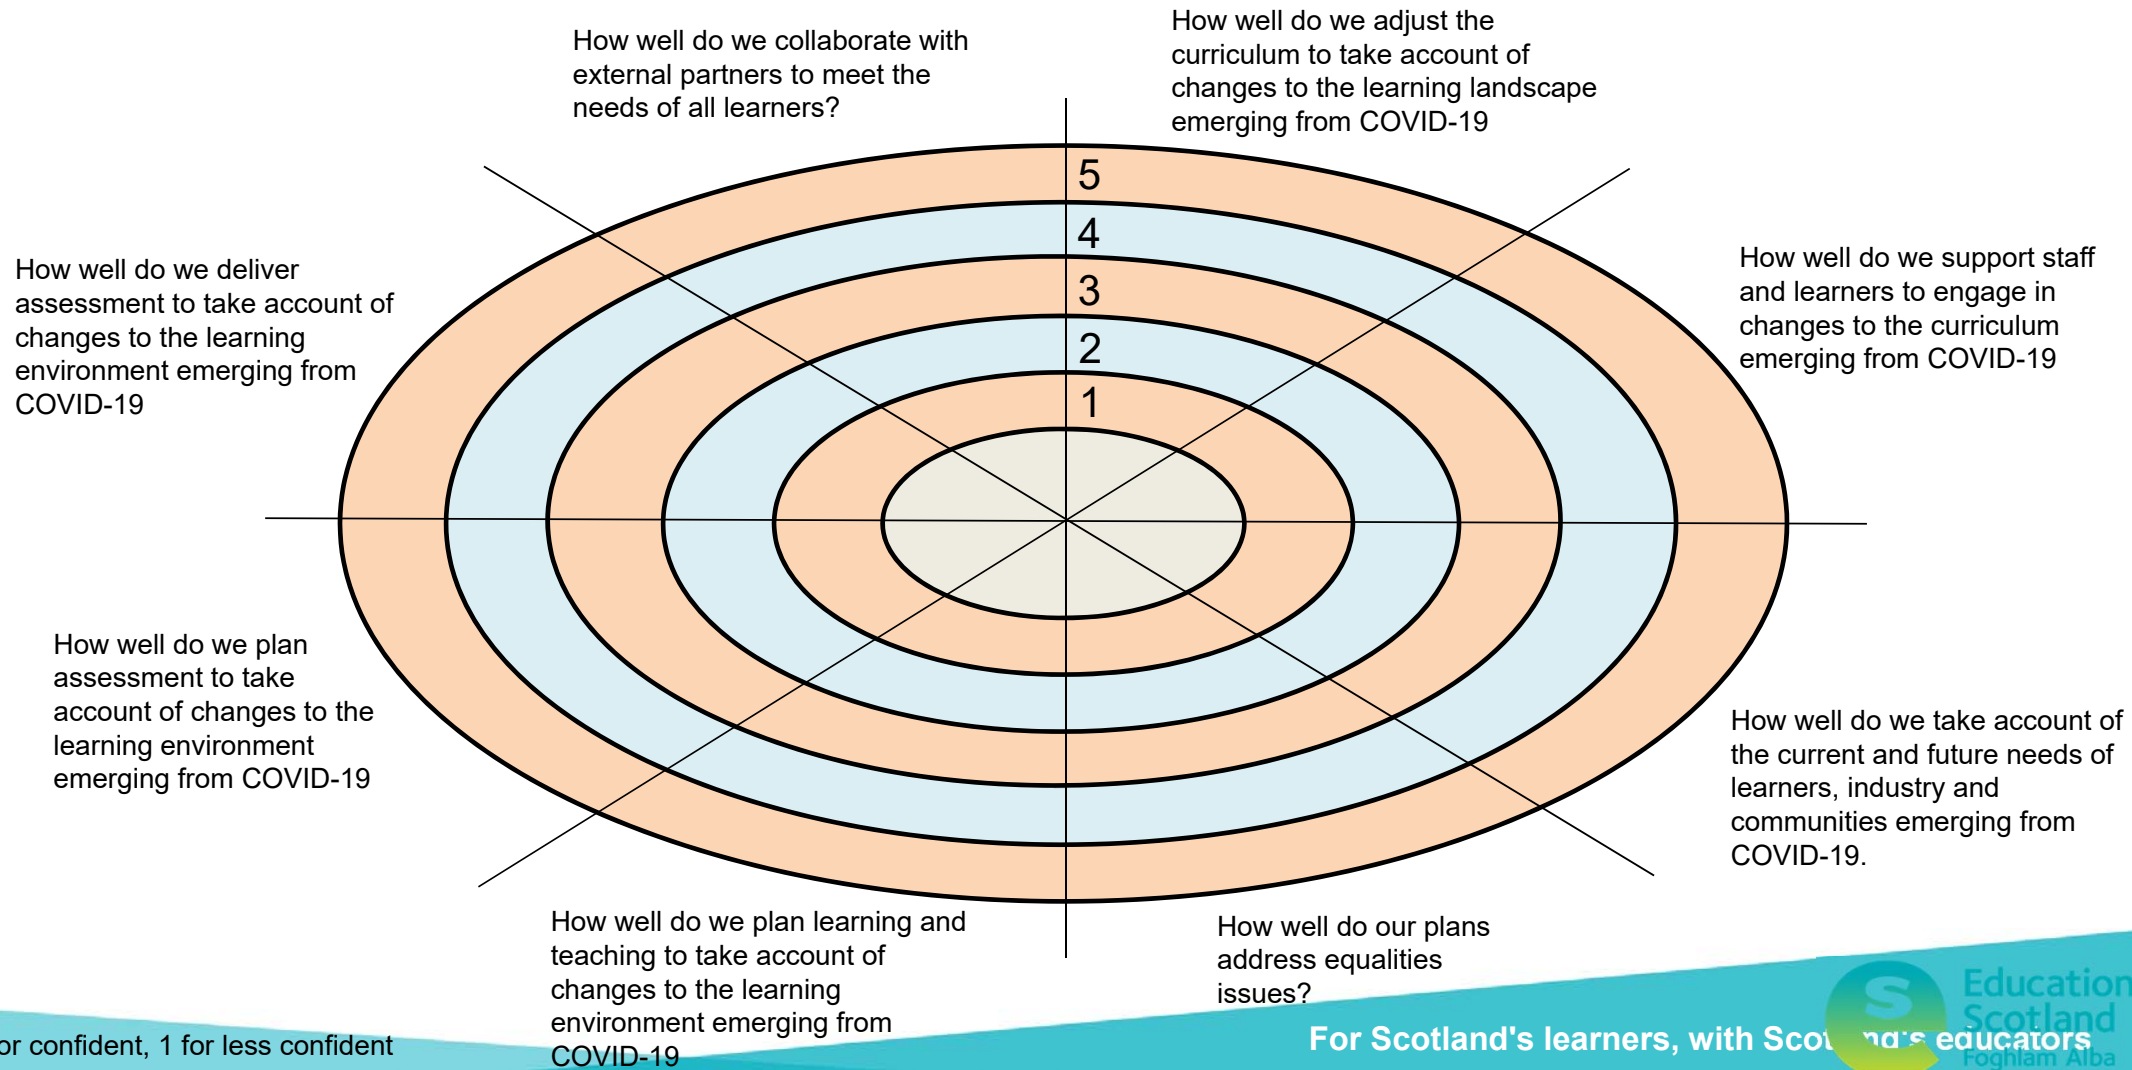 How well do we collaborate with
external partners to meet the
needs of all learners?
How well do we adjust the
curriculum to take account of
changes to the learning landscape
emerging from COVID-19
5
4
3
2
1
How well do we deliver
assessment to take account of
changes to the learning
environment emerging from
COVID-19
How well do we support staff
and learners to engage in
changes to the curriculum
emerging from COVID-19
How well do we plan
assessment to take
account of changes to the
learning environment
emerging from COVID-19
How well do we take account of
the current and future needs of
learners, industry and
communities emerging from
COVID-19.
How well do we plan learning and
teaching to take account of
changes to the learning
environment emerging from
COVID-19
How well do our plans
address equalities
issues?
or confident, 1 for less confident
For Scotland's learners, with educators
Education
Scotland
Foghlam Alba